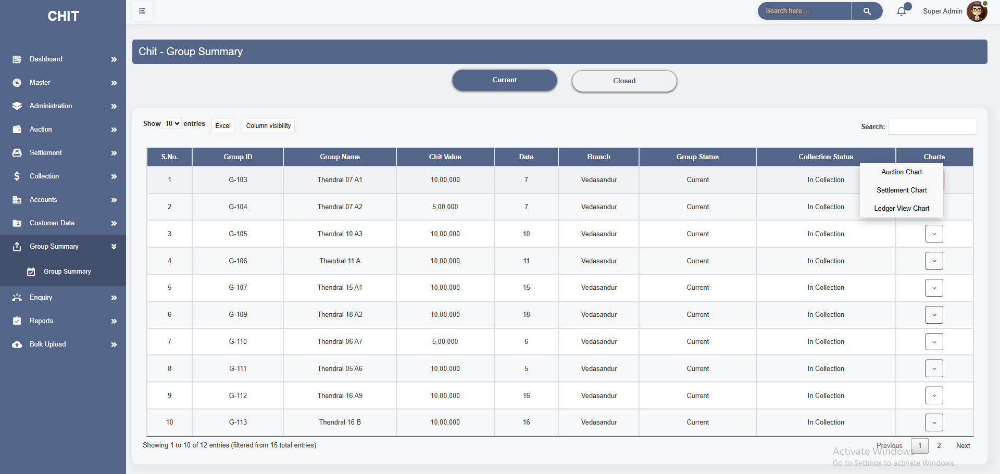 CHIT
Search here ...
Super Admin
Dashboard
Master
Administration
Auction
Settlement
Collection
Accounts
Customer Data
Group Summary
Group Summary
Enquiry
Reports
Bulk Upload
Chit - Group Summary
Current Closed
Show 10 entries Excel Column visibility Search:
S.No. Group ID Group Name Chit Value Date Branch Group Status Collection Status Charts
1 G-103 Thendral 07 A1 10,00,000 7 Vedasandur Current In Collection
2 G-104 Thendral 07 A2 5,00,000 7 Vedasandur Current In Collection
Auction Chart
Settlement Chart
Ledger View Chart
3 G-105 Thendral 10 A3 10,00,000 10 Vedasandur Current In Collection
4 G-106 Thendral 11 A 10,00,000 11 Vedasandur Current In Collection
5 G-107 Thendral 15 A1 10,00,000 15 Vedasandur Current In Collection
6 G-109 Thendral 18 A2 10,00,000 18 Vedasandur Current In Collection
7 G-110 Thendral 06 A7 5,00,000 6 Vedasandur Current In Collection
8 G-111 Thendral 05 A6 10,00,000 5 Vedasandur Current In Collection
9 G-112 Thendral 16 A9 10,00,000 16 Vedasandur Current In Collection
10 G-113 Thendral 16 B 10,00,000 16 Vedasandur Current In Collection
Showing 1 to 10 of 12 entries (filtered from 15 total entries) Previous 1 2 Next
Activate Windows
Go to Settings to activate Windows.